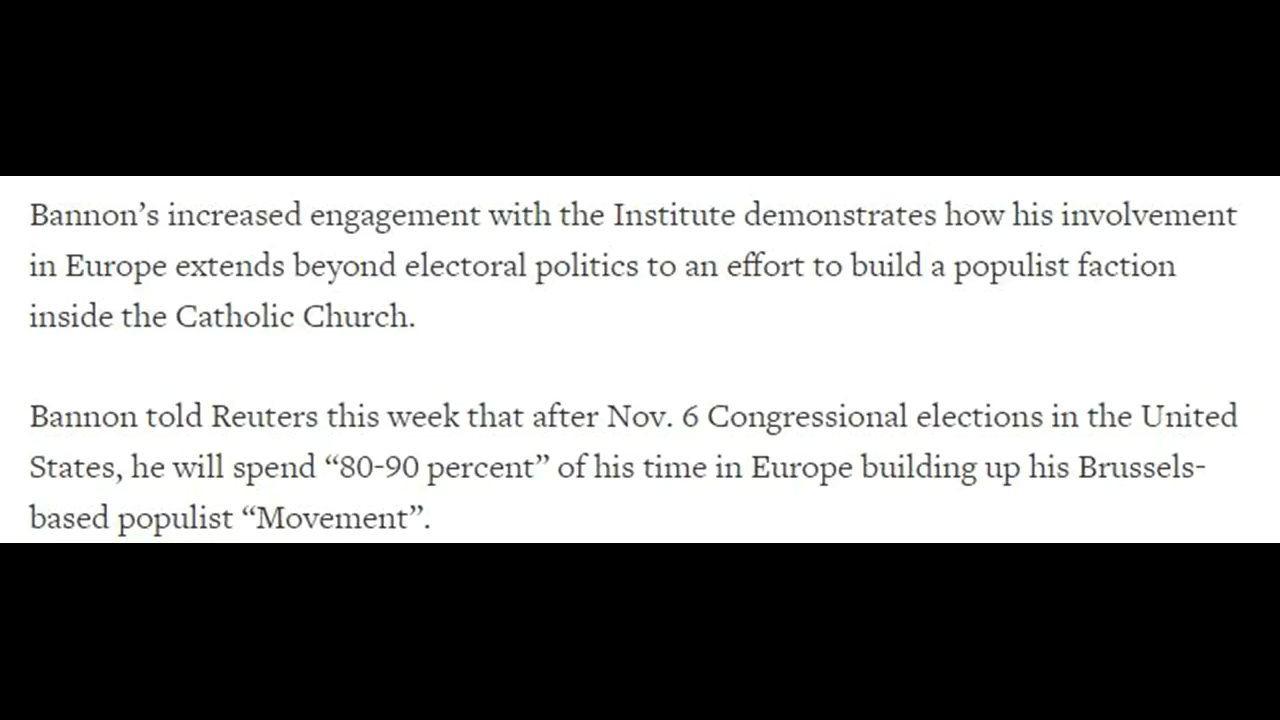 Bannon’s increased engagement with the Institute demonstrates how his involvement
in Europe extends beyond electoral politics to an effort to build a populist faction
inside the Catholic Church.
Bannon told Reuters this week that after Nov. 6 Congressional elections in the United
States, he will spend “80-90 percent” of his time in Europe building up his Brussels-
based populist “Movement”.